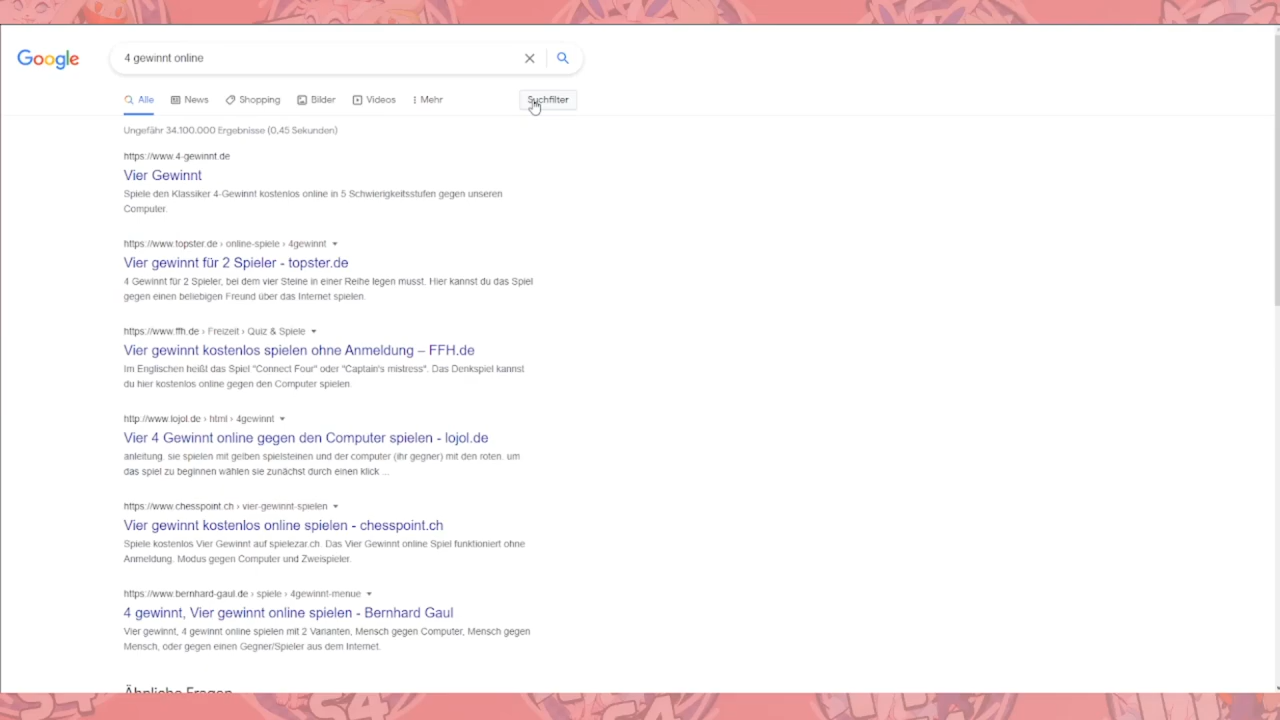 Google
4 gewinnt online
Alle News Shopping Bilder Videos Mehr Suchfilter
Ungefähr 34.100.000 Ergebnisse (0,45 Sekunden)
https://www.4-gewinnt.de
Vier Gewinnt
Spiele den Klassiker 4-Gewinnt kostenlos online in 5 Schwierigkeitsstufen gegen unseren
Computer.
https://www.topster.de › online-spiele › 4gewinnt
Vier gewinnt für 2 Spieler - topster.de
4 Gewinnt für 2 Spieler, bei dem vier Steine in einer Reihe legen musst. Hier kannst du das Spiel
gegen einen beliebigen Freund über das Internet spielen.
https://www.ffh.de › Freizeit › Quiz & Spiele
Vier gewinnt kostenlos spielen ohne Anmeldung – FFH.de
Im Englischen heißt das Spiel "Connect Four" oder "Captain's mistress". Das Denkspiel kannst
du hier kostenlos online gegen den Computer spielen.
http://www.lojol.de › html › 4gewinnt
Vier 4 Gewinnt online gegen den Computer spielen - lojol.de
anleitung. sie spielen mit gelben spielsteinen und der computer (ihr gegner) mit den roten. um
das spiel zu beginnen wählen sie zunächst durch einen klick ...
https://www.chesspoint.ch › vier-gewinnt-spielen
Vier gewinnt kostenlos online spielen - chesspoint.ch
Spiele kostenlos Vier Gewinnt auf spielezar.ch. Das Vier Gewinnt online Spiel funktioniert ohne
Anmeldung. Modus gegen Computer und Zweispieler.
https://www.bernhard-gaul.de › spiele › 4gewinnt-menue
4 gewinnt, Vier gewinnt online spielen - Bernhard Gaul
Vier gewinnt, 4 gewinnt online spielen mit 2 Varianten, Mensch gegen Computer, Mensch gegen
Mensch, oder gegen einen Gegner/Spieler aus dem Internet.
Ähnliche Fragen